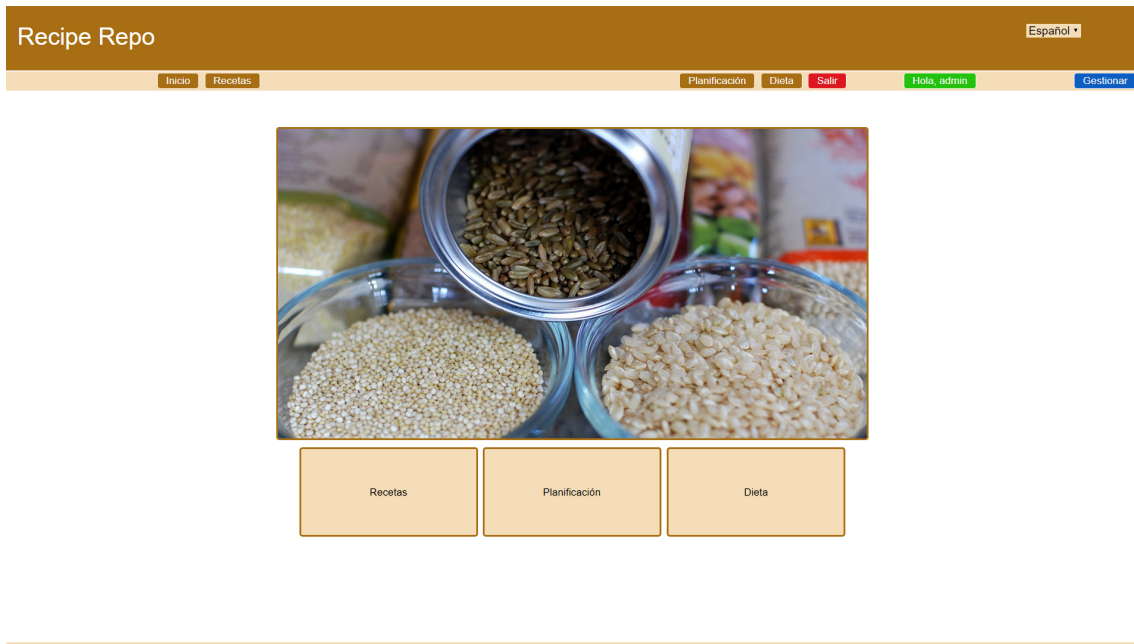 Recipe Repo
Español
Inicio Recetas Planificación Dieta Salir Hola, admin Gestionar
Recetas Planificación Dieta